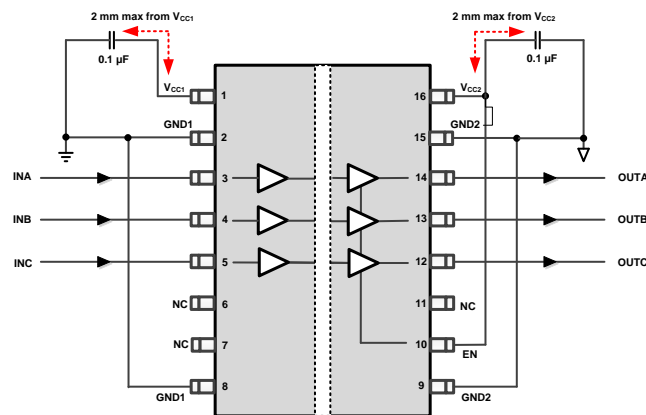 2 mm max from VCC1
2 mm max from VCC2
0.1 µF
0.1 µF
VCC1
1
16
VCC2
GND1
2
15
GND2
INA
3
14
OUTA
INB
4
13
OUTB
INC
5
12
OUTC
NC
6
11
NC
NC
7
10
EN
GND1
8
9
GND2